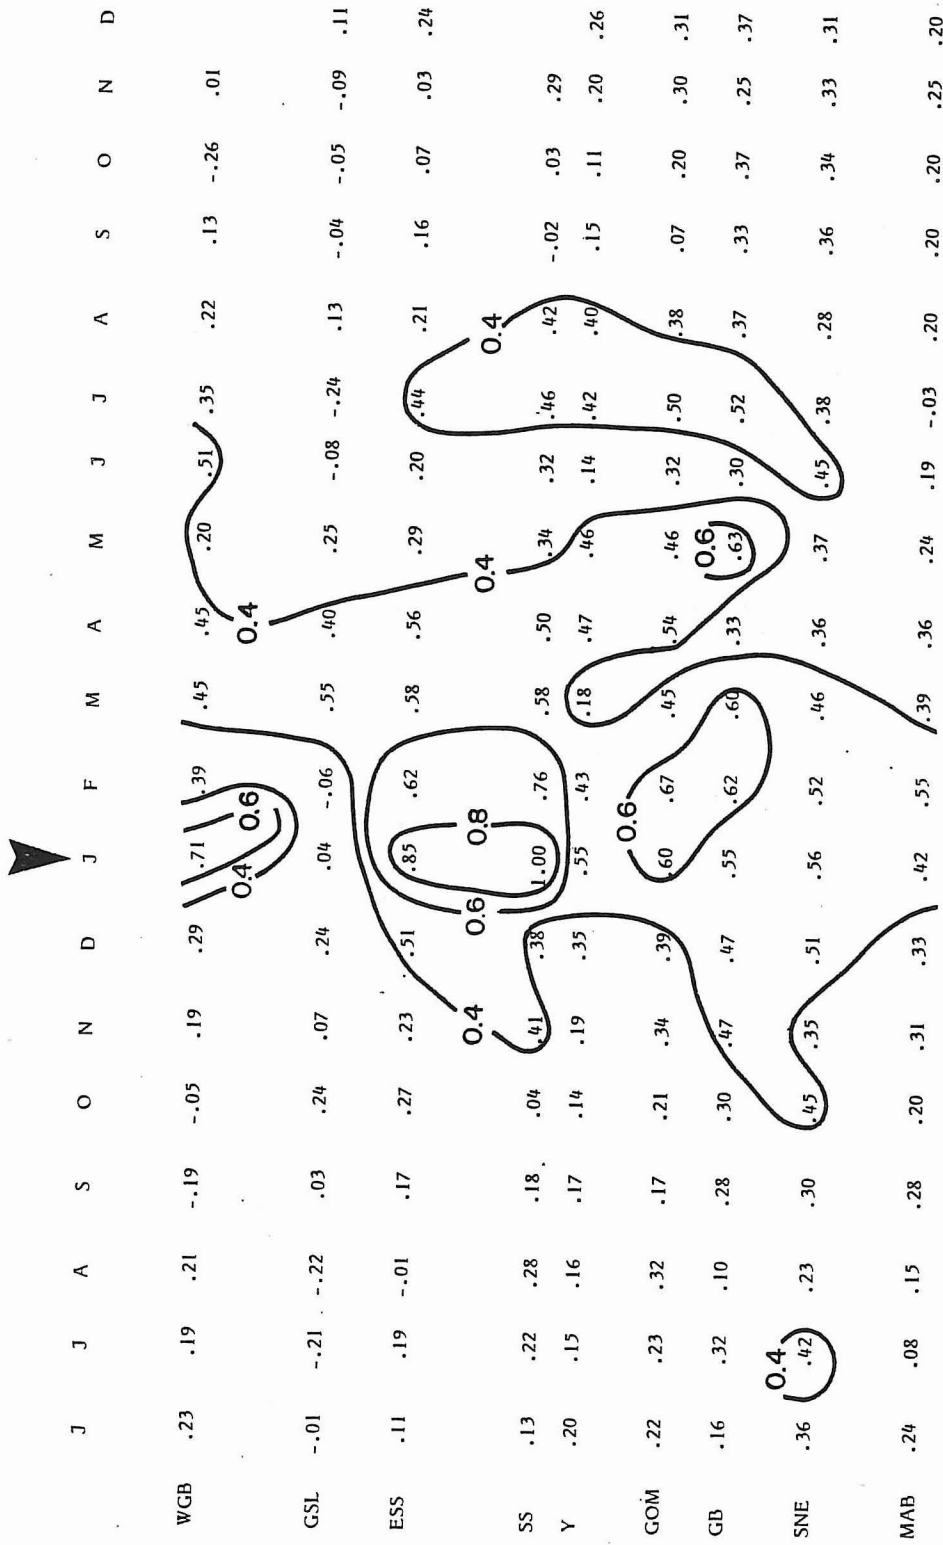 J J A S O N D J F M A M J J A S O N D
WGB .23 .19 .21 -.19 -.05 .19 .29 .71 .39 .45 .45 .20 .51 .35 .22 .13 -.26 .01
0.4 0.6 0.4
GSL -.01 -.21 -.22 .03 .24 .07 .24 .04 -.06 .55 .40 .25 -.08 -.24 .13 -.04 -.05 -.09 .11
ESS .11 .19 -.01 .17 .27 .23 .51 .85 .62 .58 .56 .29 .20 .44 .21 .16 .07 .03 .24
0.4 0.6 0.8 0.4 0.4
SS .13 .22 .28 .18 .04 .41 .38 1.00 .76 .58 .50 .34 .32 .46 .42 -.02 .03 .29
Y .20 .15 .16 .17 .14 .19 .35 .55 .43 .18 .47 .46 .14 .42 .40 .15 .11 .20 .26
0.6
GOM .22 .23 .32 .17 .21 .34 .39 .60 .67 .45 .54 .46 .32 .50 .38 .07 .20 .30 .31
0.6
GB .16 .32 .10 .28 .30 .47 .47 .55 .62 .60 .33 .63 .30 .52 .37 .33 .37 .25 .37
0.4
SNE .36 .42 .23 .30 .45 .35 .51 .56 .52 .46 .36 .37 .45 .38 .28 .36 .34 .33 .31
MAB .24 .08 .15 .28 .20 .31 .33 .42 .55 .39 .36 .24 .19 -.03 .20 .20 .20 .25 .20